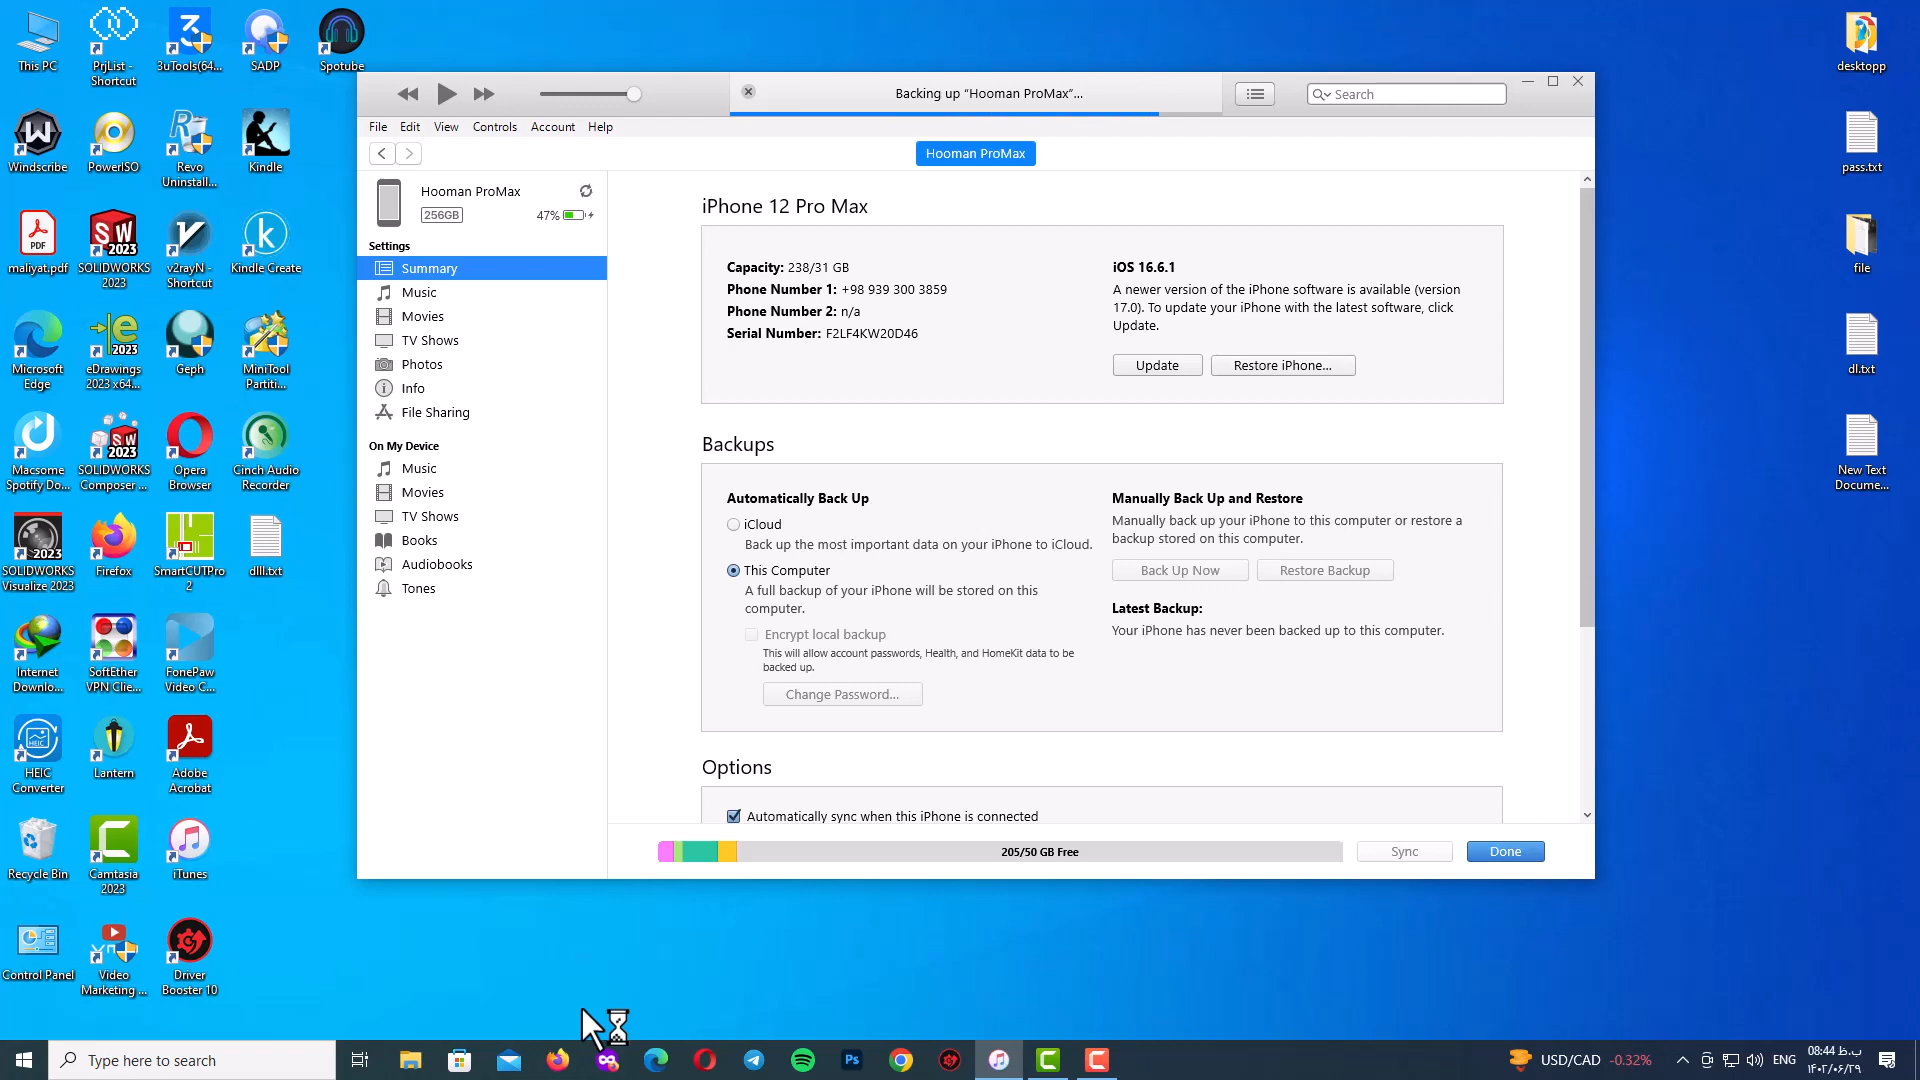 This PC
PrjList -
Shortcut
3uTools(64...
SADP
Spotube
Windscribe
PowerISO
Revo
Uninstall...
Kindle
PDF
maliyat.pdf
SW
2023
SOLIDWORKS
2023
v2rayN -
Shortcut
Kindle Create
Microsoft
Edge
2023
eDrawings
2023 x64...
Geph
MiniTool
Partiti...
Macsome
Spotify Do...
SW
2023
SOLIDWORKS
Composer ...
Opera
Browser
Cinch Audio
Recorder
2023
SOLIDWORKS
Visualize 2023
Firefox
SmartCUTPro
2
dlll.txt
Internet
Downlo...
SoftEther
VPN Clie...
FonePaw
Video C...
HEIC
HEIC
Converter
Lantern
Adobe
Acrobat
Recycle Bin
Camtasia
2023
iTunes
Control Panel
Video
Marketing ...
Driver
Booster 10
desktopp
pass.txt
file
dl.txt
New Text
Docume...
Backing up “Hooman ProMax”...
Search
File Edit View Controls Account Help
Hooman ProMax
Hooman ProMax
256GB
47%
Settings
Summary
Music
Movies
TV Shows
Photos
Info
File Sharing
On My Device
Music
Movies
TV Shows
Books
Audiobooks
Tones
iPhone 12 Pro Max
Capacity: 238/31 GB
Phone Number 1: +98 939 300 3859
Phone Number 2: n/a
Serial Number: F2LF4KW20D46
iOS 16.6.1
A newer version of the iPhone software is available (version
17.0). To update your iPhone with the latest software, click
Update.
Update
Restore iPhone...
Backups
Automatically Back Up
iCloud
Back up the most important data on your iPhone to iCloud.
This Computer
A full backup of your iPhone will be stored on this
computer.
Encrypt local backup
This will allow account passwords, Health, and HomeKit data to be
backed up.
Change Password...
Manually Back Up and Restore
Manually back up your iPhone to this computer or restore a
backup stored on this computer.
Back Up Now
Restore Backup
Latest Backup:
Your iPhone has never been backed up to this computer.
Options
Automatically sync when this iPhone is connected
205/50 GB Free
Sync
Done
Type here to search
Ps
USD/CAD -0.32%
ENG
08:44 ب.ظ
۱۴۰۲/۰۶/۲۹